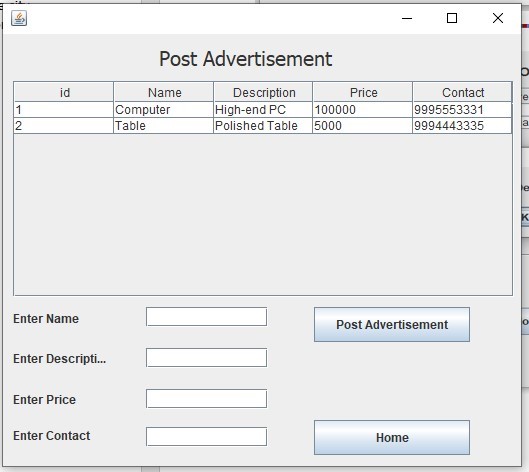 Post Advertisement
id Name Description Price Contact
1 Computer High-end PC 100000 9995553331
2 Table Polished Table 5000 9994443335
Enter Name
Post Advertisement
Enter Descripti...
Enter Price
Enter Contact
Home